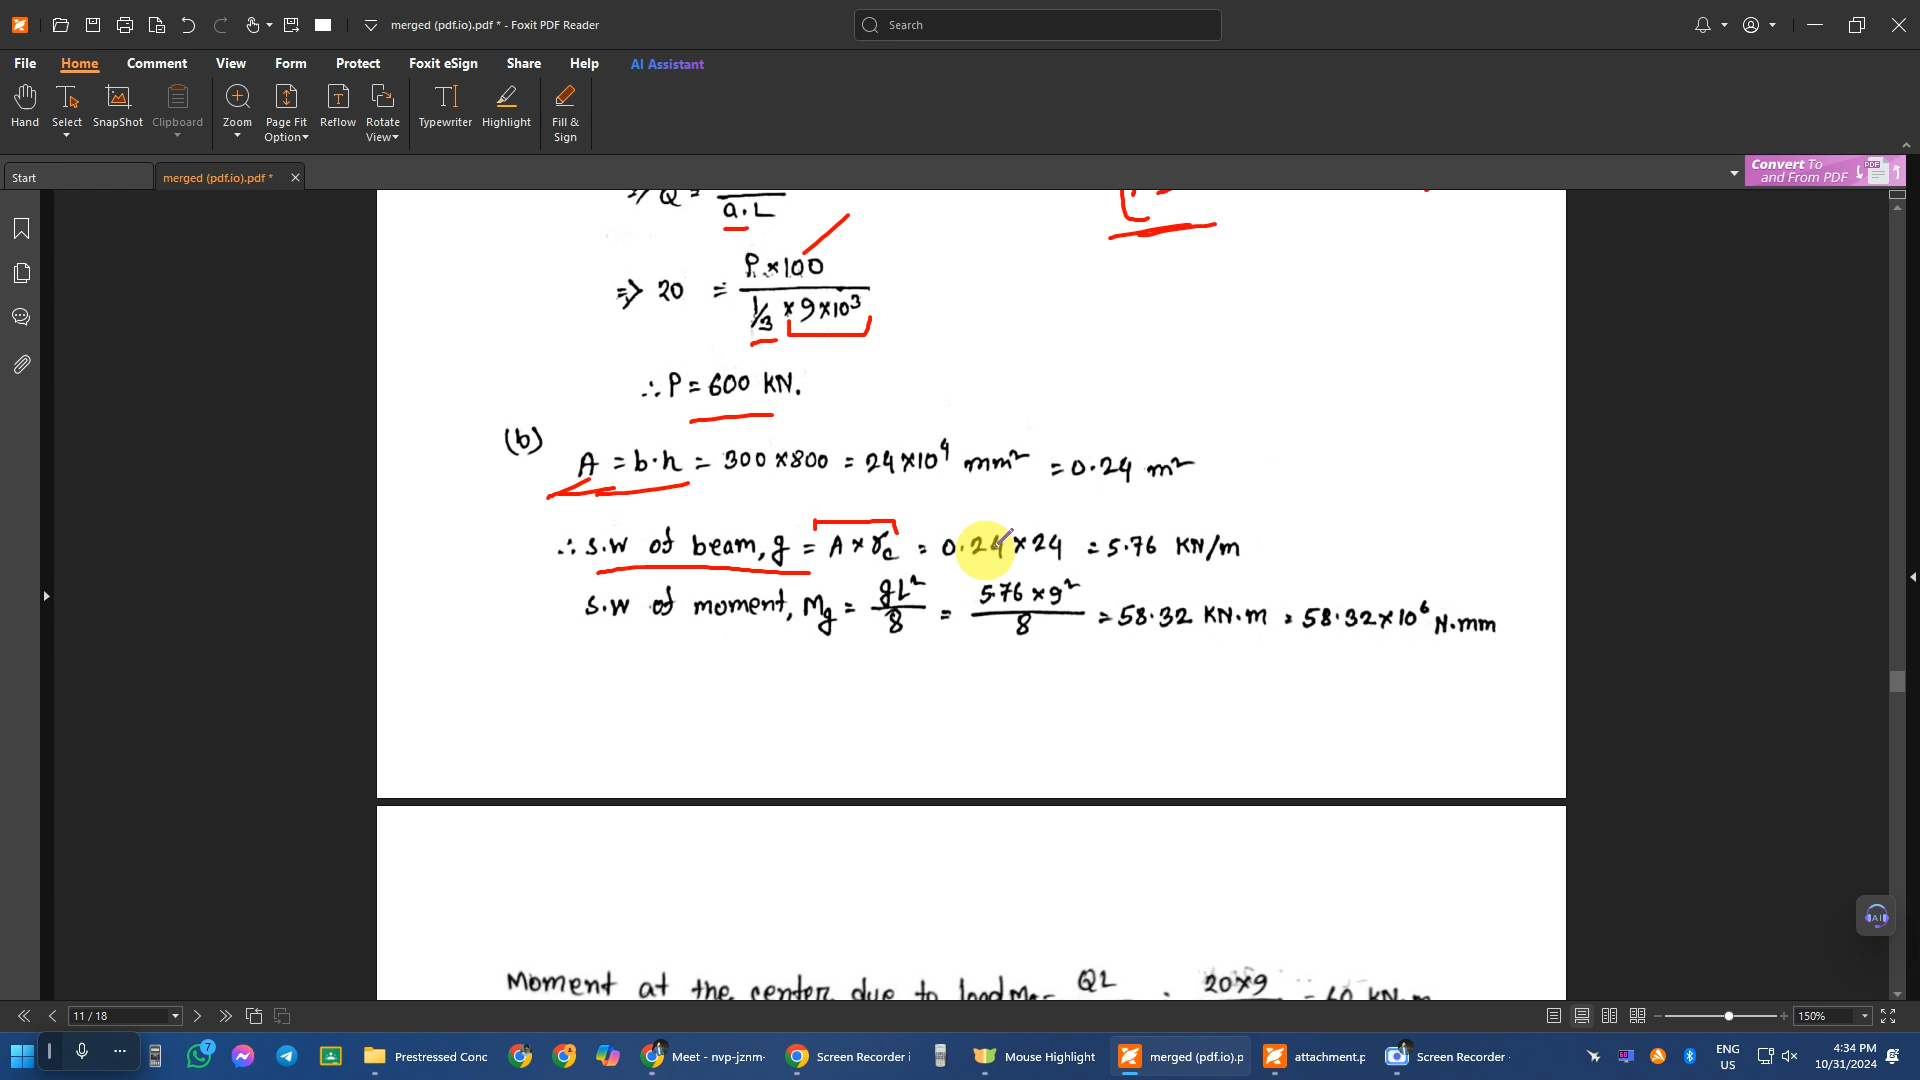 merged (pdf.io).pdf * - Foxit PDF Reader
Search
File Home Comment View Form Protect Foxit eSign Share Help AI Assistant
Hand Select SnapShot Clipboard Zoom Page Fit Option Reflow Rotate View Typewriter Highlight Fill & Sign
Start merged (pdf.io).pdf *
Convert To and From PDF PDF
a.L
=> 20 = P×100 / 1/3 ×9×10³
∴P = 600 KN.
(b)
A = b·h = 300×800 = 24×10⁴ mm² = 0.24 m²
∴ S.W of beam, g = A×γc = 0.24×24 = 5.76 KN/m
S.W of moment, Mg = gL²/8 = 5.76×9²/8 = 58.32 KN.m = 58.32×10⁶ N.mm
Moment at the center due to load
QL
20×9
11 / 18
150%
7
Prestressed Conc
Meet - nvp-jznm-
Screen Recorder i
Mouse Highlight
merged (pdf.io).p
attachment.p
Screen Recorder
ENG
US
4:34 PM
10/31/2024
AI